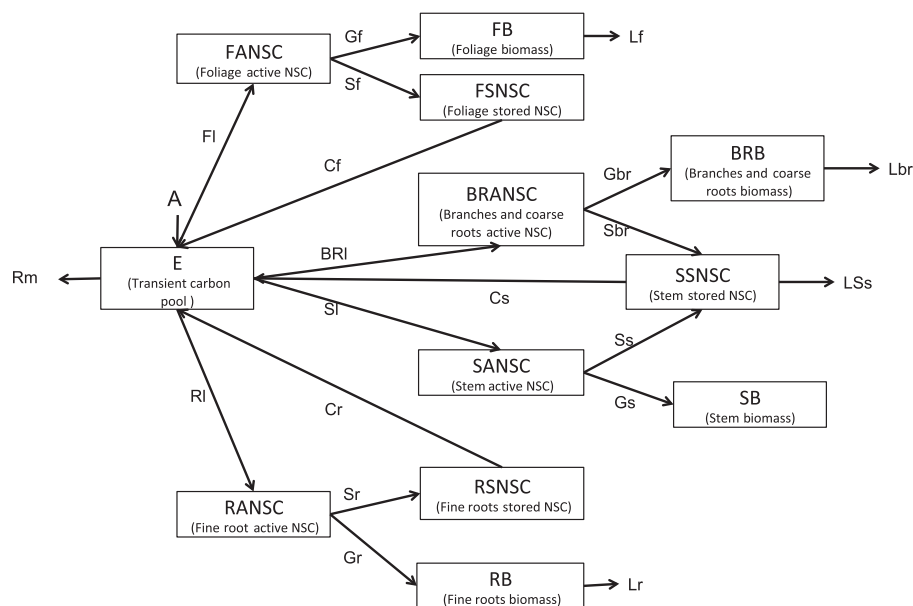 FANSC
(Foliage active NSC)
Gf
Sf
FB
(Foliage biomass)
Lf
FSNSC
(Foliage stored NSC)
Fl
Cf
A
BRANSC
(Branches and coarse
roots active NSC)
Gbr
Sbr
BRB
(Branches and coarse
roots biomass)
Lbr
Rm
E
(Transient carbon
pool )
BRl
Cs
Sl
SSNSC
(Stem stored NSC)
LSs
SANSC
(Stem active NSC)
Ss
Gs
SB
(Stem biomass)
Rl
Cr
RANSC
(Fine root active NSC)
Sr
Gr
RSNSC
(Fine roots stored NSC)
RB
(Fine roots biomass)
Lr